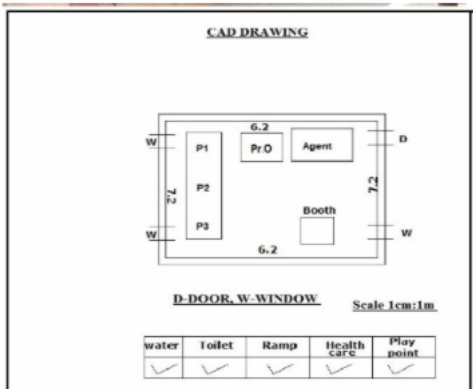 CAD DRAWING
6.2
W
P1
Pr.O
Agent
D
7.2
P2
7.2
Booth
W
P3
W
6.2
D-DOOR, W-WINDOW
Scale 1cm:1m
water Toilet Ramp Health care Play point